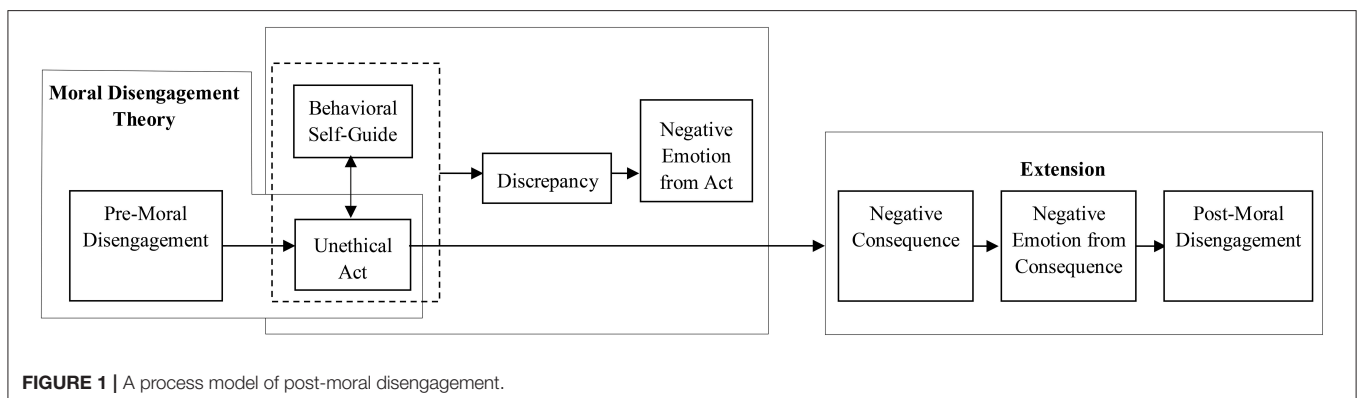 Moral Disengagement
Theory
Pre-Moral
Disengagement
Behavioral
Self-Guide
Unethical
Act
Discrepancy
Negative
Emotion
from Act
Extension
Negative
Consequence
Negative
Emotion from
Consequence
Post-Moral
Disengagement
FIGURE 1 | A process model of post-moral disengagement.